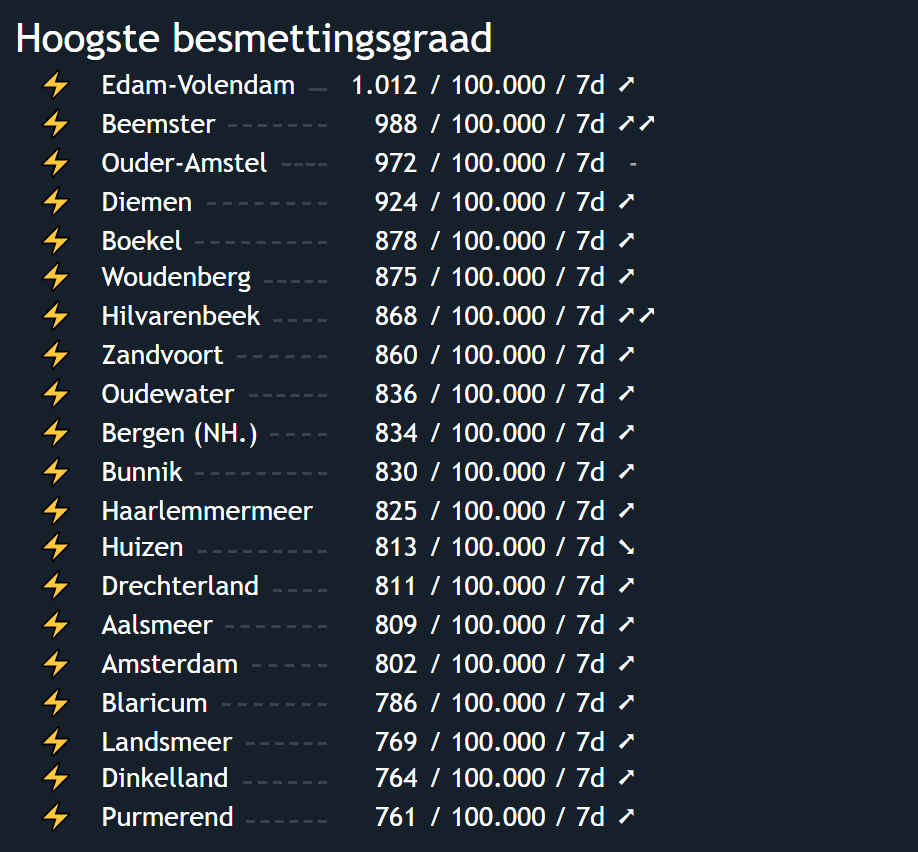 Hoogste besmettingsgraad
⚡ Edam-Volendam 1.012 / 100.000 / 7d ➚
⚡ Beemster 988 / 100.000 / 7d ➚➚
⚡ Ouder-Amstel 972 / 100.000 / 7d -
⚡ Diemen 924 / 100.000 / 7d ➚
⚡ Boekel 878 / 100.000 / 7d ➚
⚡ Woudenberg 875 / 100.000 / 7d ➚
⚡ Hilvarenbeek 868 / 100.000 / 7d ➚➚
⚡ Zandvoort 860 / 100.000 / 7d ➚
⚡ Oudewater 836 / 100.000 / 7d ➚
⚡ Bergen (NH.) 834 / 100.000 / 7d ➚
⚡ Bunnik 830 / 100.000 / 7d ➚
⚡ Haarlemmermeer 825 / 100.000 / 7d ➚
⚡ Huizen 813 / 100.000 / 7d ➘
⚡ Drechterland 811 / 100.000 / 7d ➚
⚡ Aalsmeer 809 / 100.000 / 7d ➚
⚡ Amsterdam 802 / 100.000 / 7d ➚
⚡ Blaricum 786 / 100.000 / 7d ➚
⚡ Landsmeer 769 / 100.000 / 7d ➚
⚡ Dinkelland 764 / 100.000 / 7d ➚
⚡ Purmerend 761 / 100.000 / 7d ➚